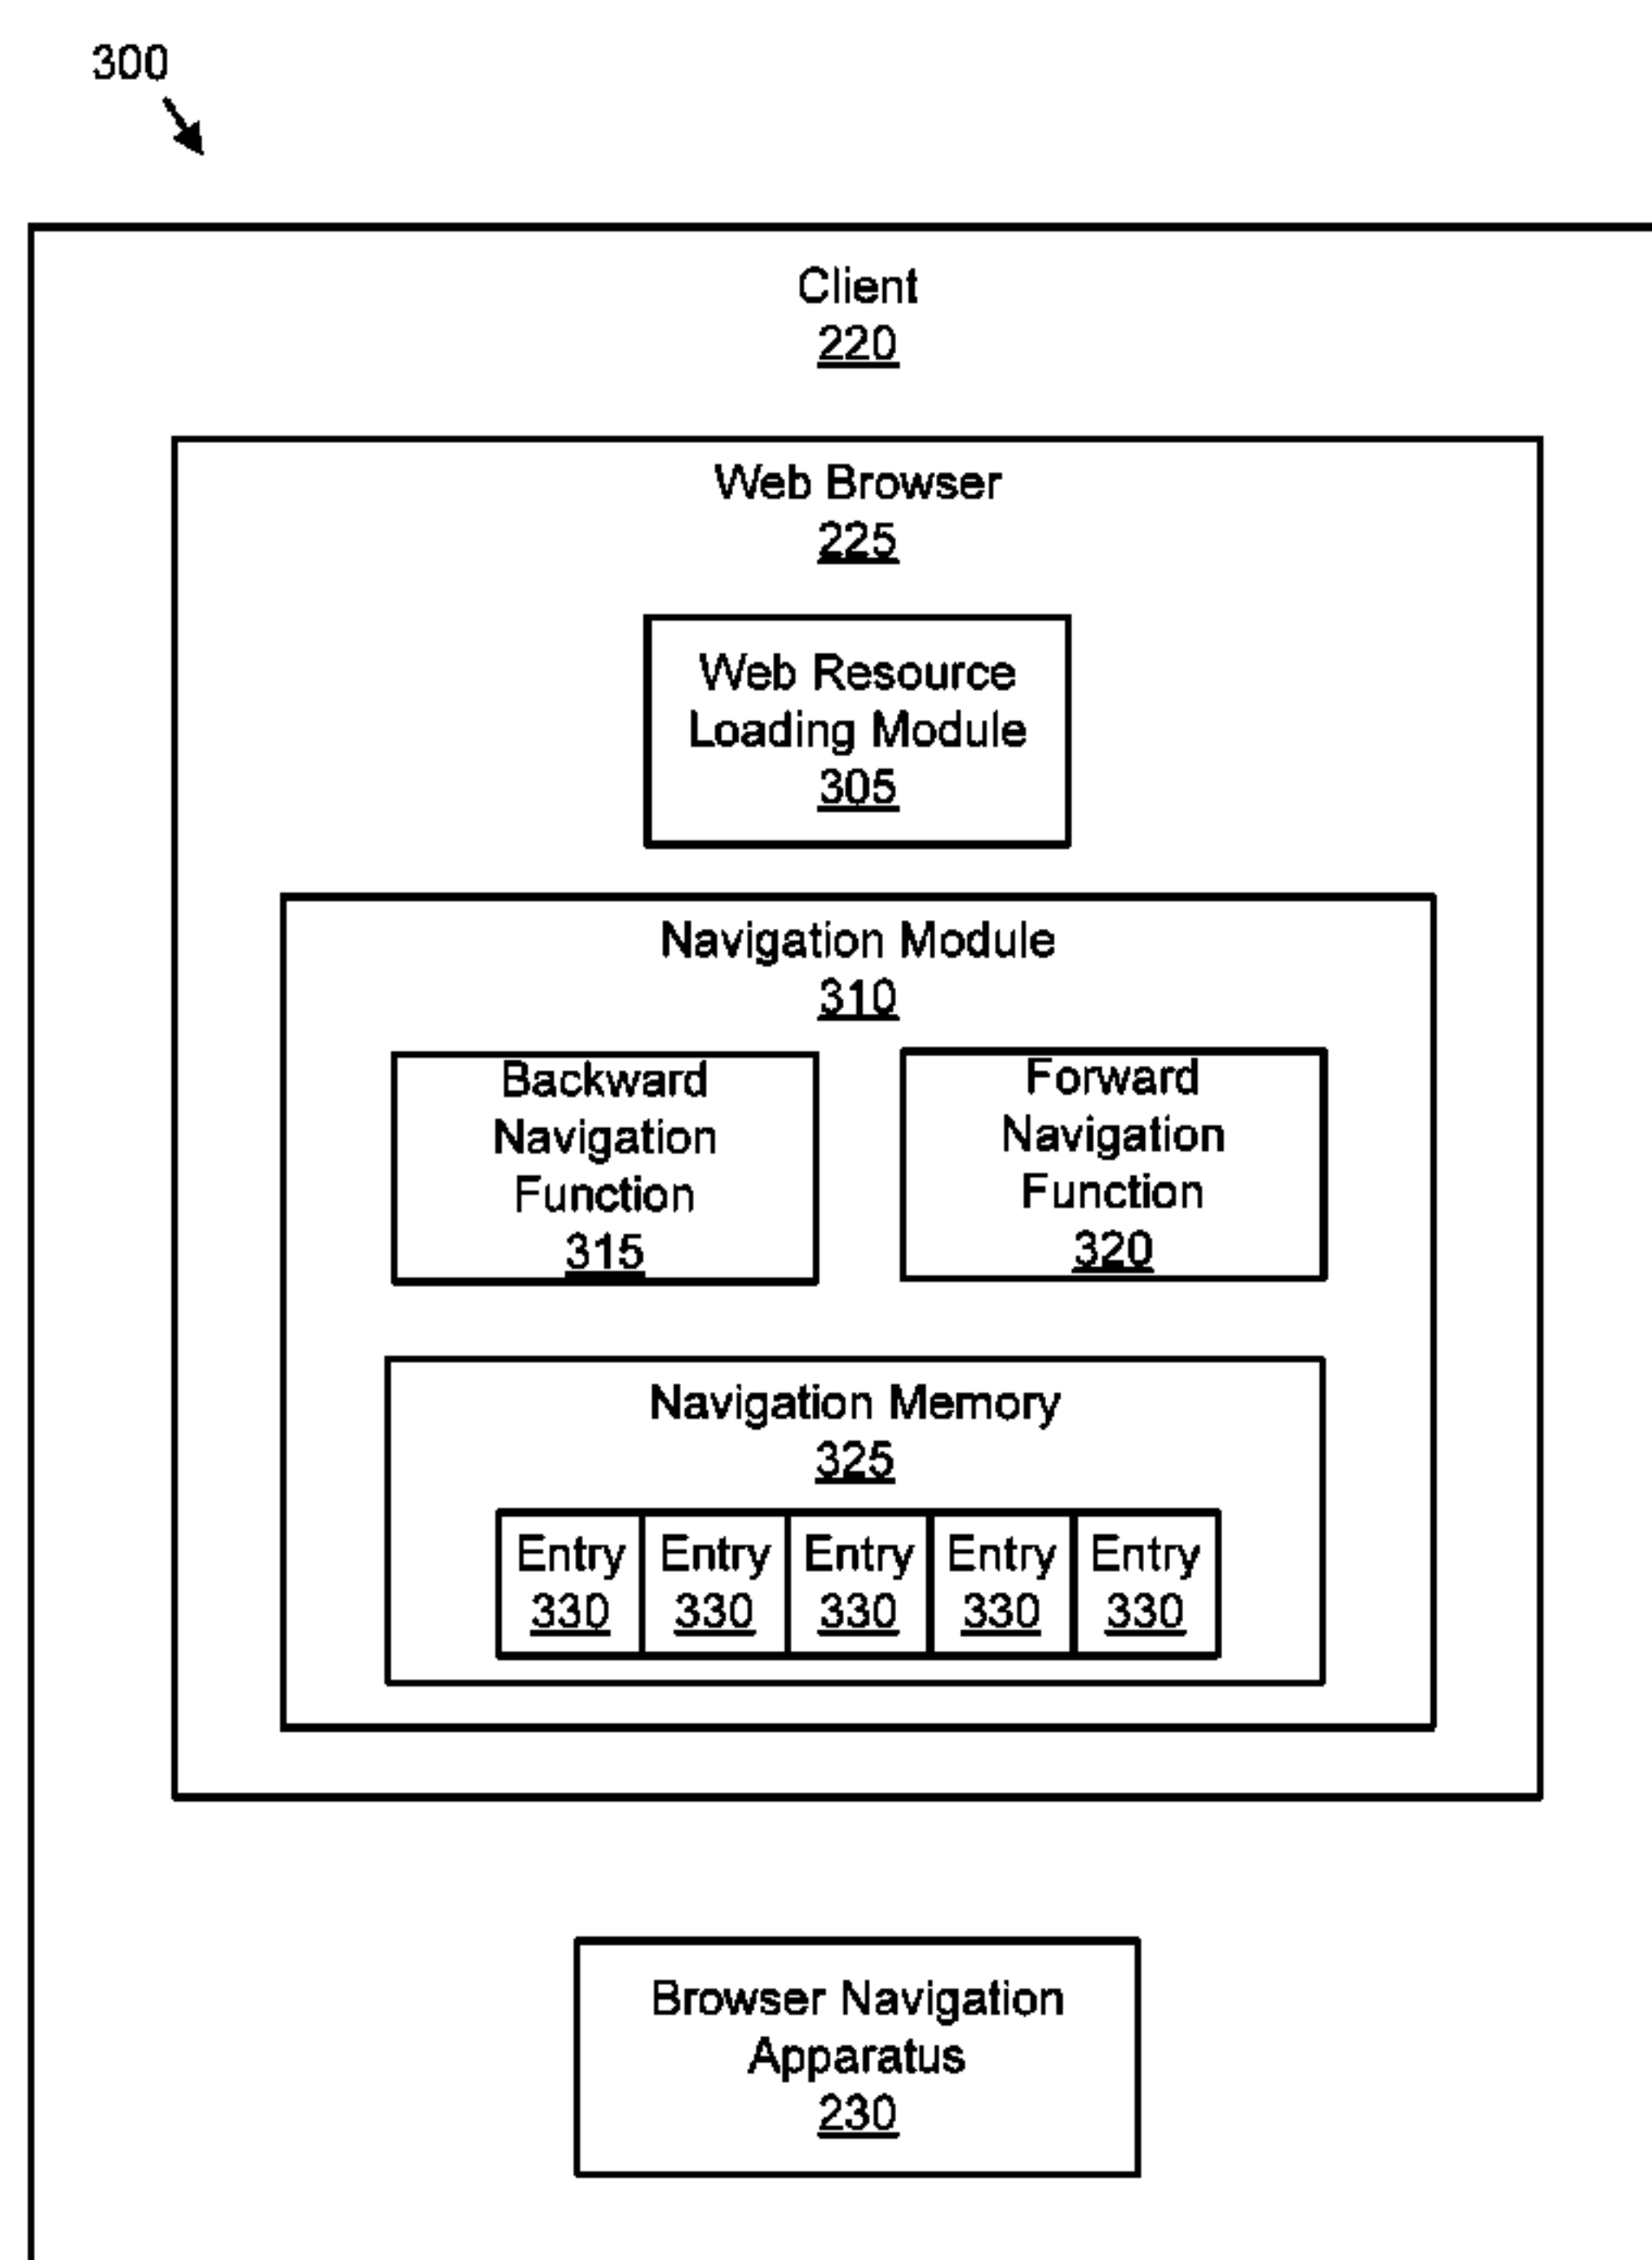 300
Client
220
Web Browser
225
Web Resource
Loading Module
305
Navigation Module
310
Backward
Navigation
Function
315
Forward
Navigation
Function
320
Navigation Memory
325
Entry Entry Entry Entry Entry
330 330 330 330 330
Browser Navigation
Apparatus
230